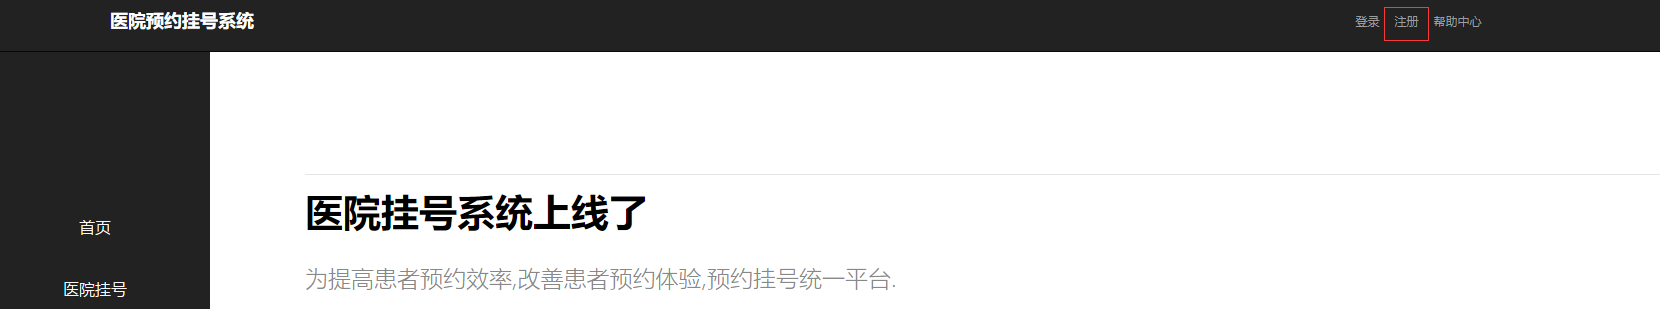 医院预约挂号系统
登录 注册 帮助中心
首页
医院挂号
医院挂号系统上线了
为提高患者预约效率,改善患者预约体验,预约挂号统一平台.